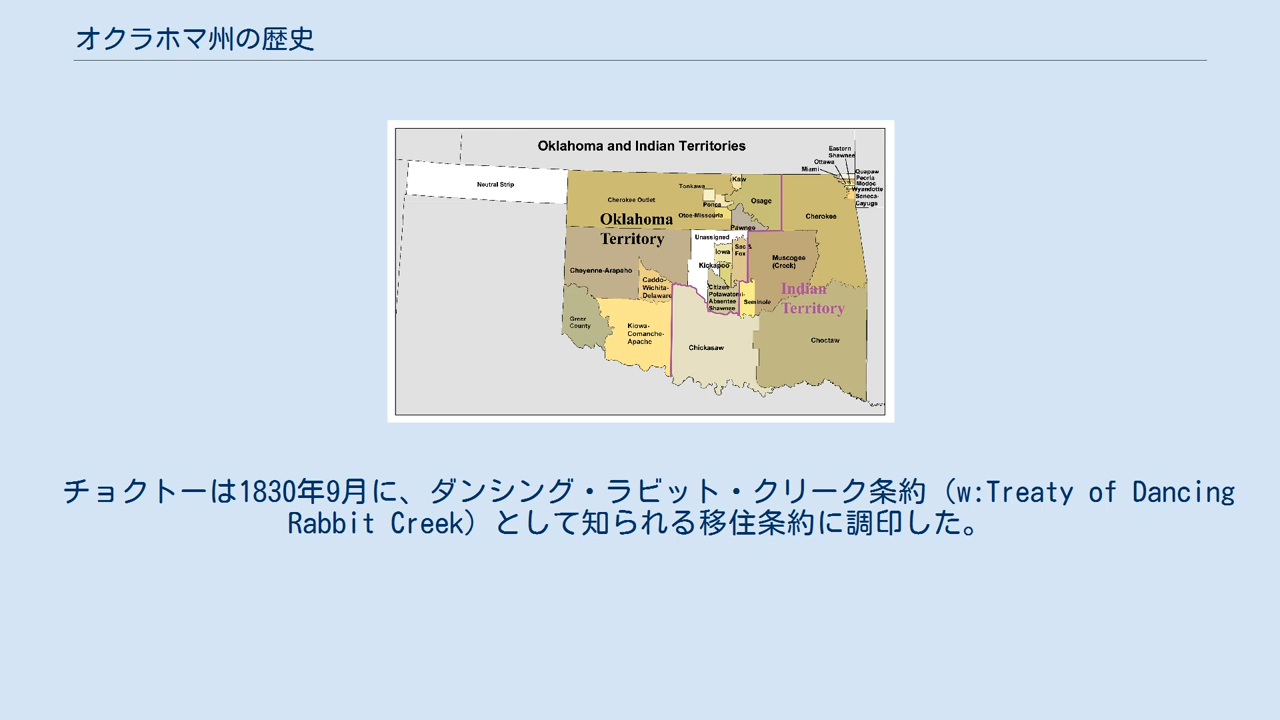 オクラホマ州の歴史
Oklahoma and Indian Territories
Neutral Strip
Cherokee Outlet
Tonkawa
Kaw
Ponca
Otoe-Missouria
Osage
Pawnee
Eastern
Shawnee
Ottawa
Miami
Quapaw
Peoria
Modoc
Wyandotte
Seneca-
Cayuga
Cherokee
Oklahoma
Territory
Unassigned
Iowa
Sac &
Fox
Kickapoo
Muscogee
(Creek)
Cheyenne-Arapaho
Caddo-
Wichita-
Delaware
Citizen
Potawatomi-
Absentee
Shawnee
Seminole
Indian
Territory
Greer
County
Kiowa-
Comanche-
Apache
Chickasaw
Choctaw
チョクトーは1830年9月に、ダンシング・ラビット・クリーク条約（w:Treaty of Dancing
Rabbit Creek）として知られる移住条約に調印した。